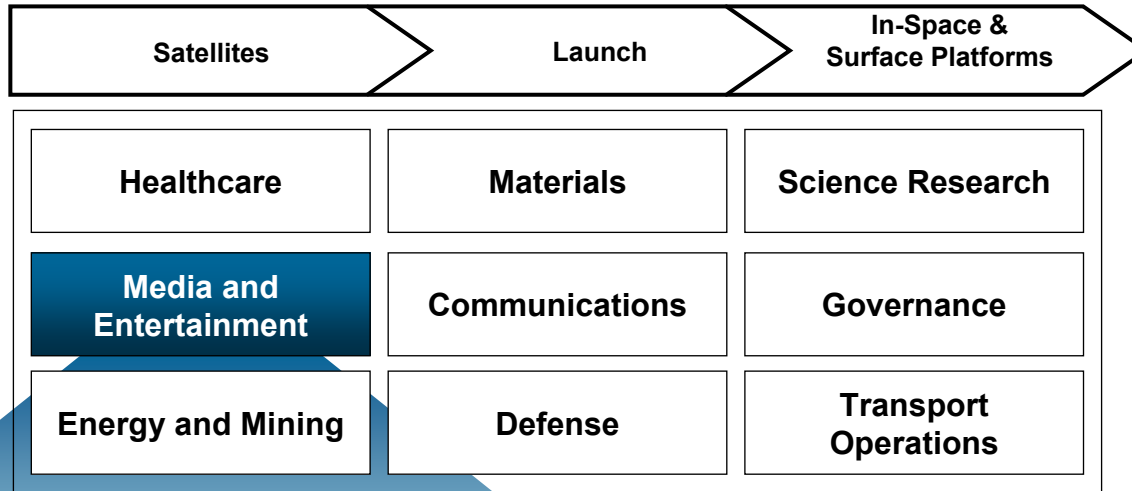 Satellites
Launch
In-Space &
Surface Platforms
Healthcare
Materials
Science Research
Media and
Entertainment
Communications
Governance
Energy and Mining
Defense
Transport
Operations